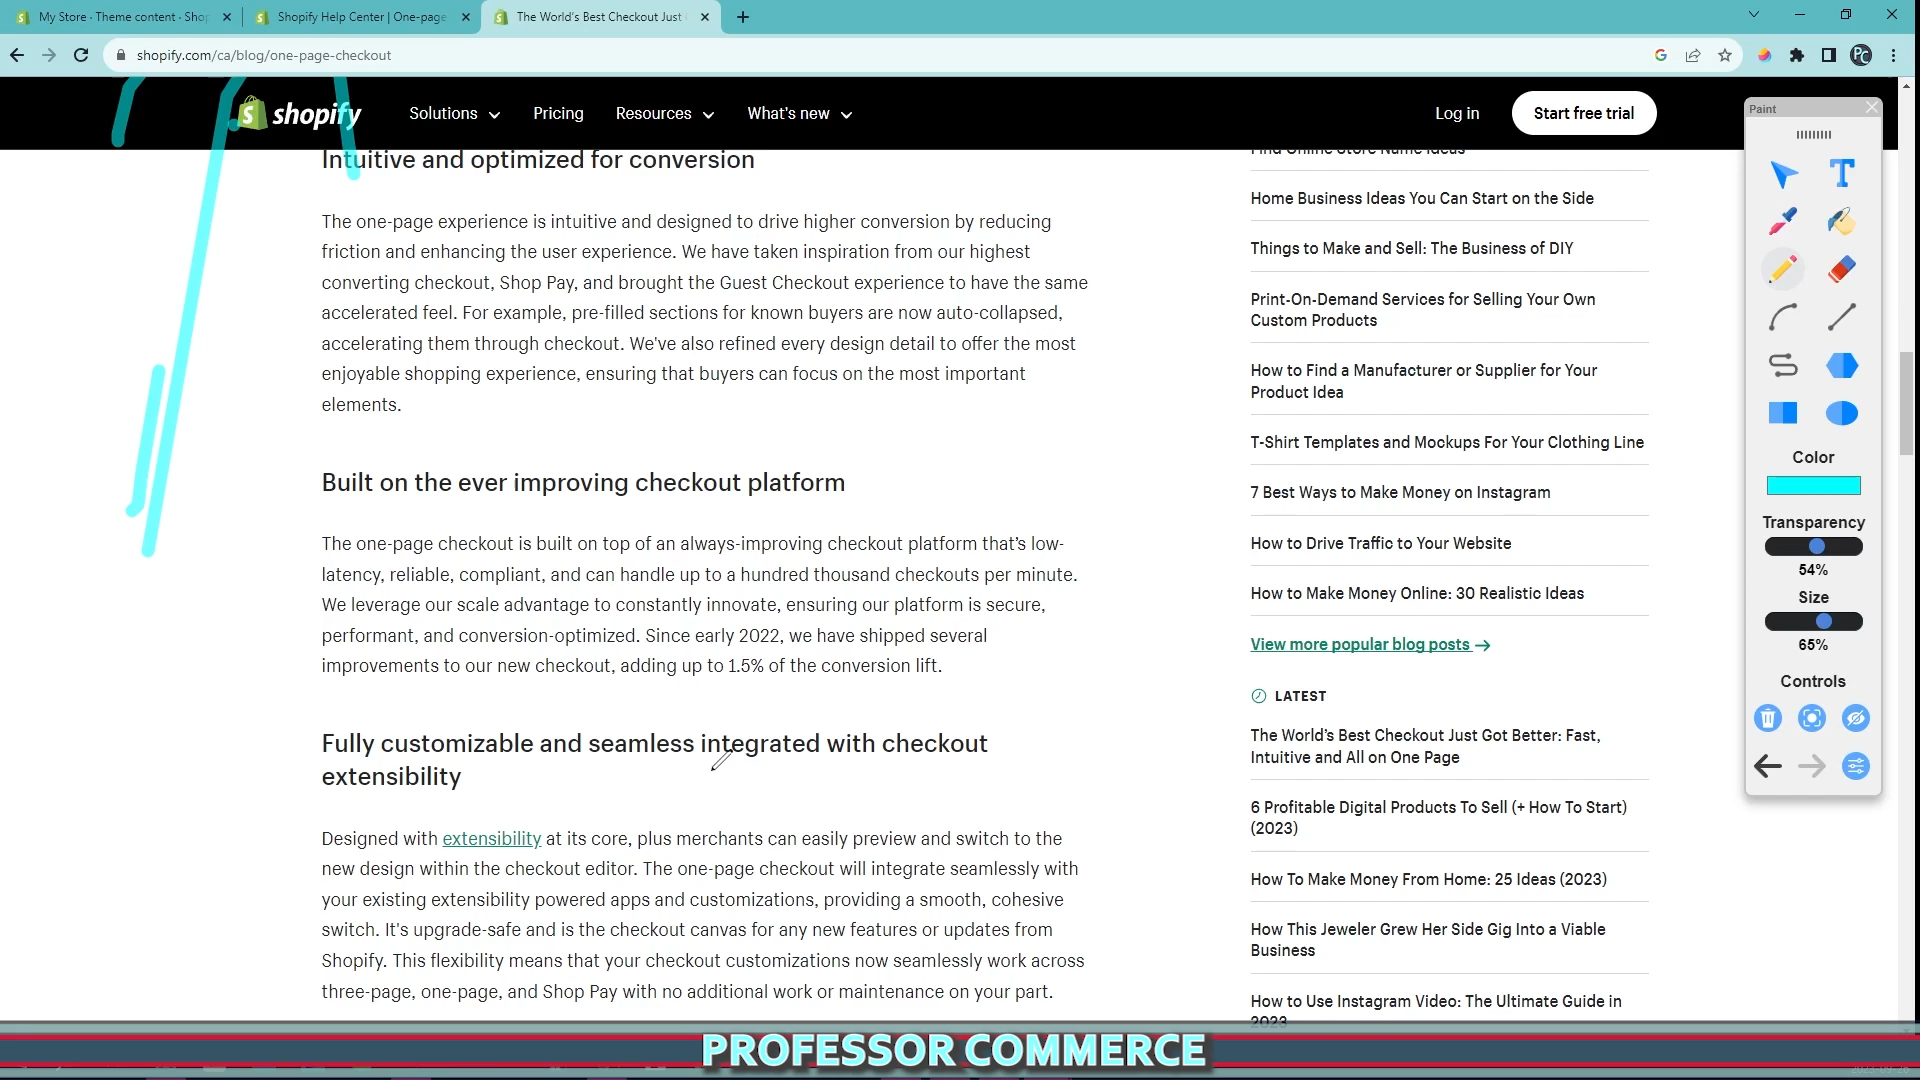 My Store · Theme content · Shop
Shopify Help Center | One-page
The World's Best Checkout Just
shopify.com/ca/blog/one-page-checkout
shopify
Solutions
Pricing
Resources
What's new
Log in
Start free trial
Intuitive and optimized for conversion
The one-page experience is intuitive and designed to drive higher conversion by reducing
friction and enhancing the user experience. We have taken inspiration from our highest
converting checkout, Shop Pay, and brought the Guest Checkout experience to have the same
accelerated feel. For example, pre-filled sections for known buyers are now auto-collapsed,
accelerating them through checkout. We've also refined every design detail to offer the most
enjoyable shopping experience, ensuring that buyers can focus on the most important
elements.
Built on the ever improving checkout platform
The one-page checkout is built on top of an always-improving checkout platform that's low-
latency, reliable, compliant, and can handle up to a hundred thousand checkouts per minute.
We leverage our scale advantage to constantly innovate, ensuring our platform is secure,
performant, and conversion-optimized. Since early 2022, we have shipped several
improvements to our new checkout, adding up to 1.5% of the conversion lift.
Fully customizable and seamless integrated with checkout
extensibility
Designed with extensibility at its core, plus merchants can easily preview and switch to the
new design within the checkout editor. The one-page checkout will integrate seamlessly with
your existing extensibility powered apps and customizations, providing a smooth, cohesive
switch. It's upgrade-safe and is the checkout canvas for any new features or updates from
Shopify. This flexibility means that your checkout customizations now seamlessly work across
three-page, one-page, and Shop Pay with no additional work or maintenance on your part.
Find Online Store Name Ideas
Home Business Ideas You Can Start on the Side
Things to Make and Sell: The Business of DIY
Print-On-Demand Services for Selling Your Own
Custom Products
How to Find a Manufacturer or Supplier for Your
Product Idea
T-Shirt Templates and Mockups For Your Clothing Line
7 Best Ways to Make Money on Instagram
How to Drive Traffic to Your Website
How to Make Money Online: 30 Realistic Ideas
View more popular blog posts →
LATEST
The World's Best Checkout Just Got Better: Fast,
Intuitive and All on One Page
6 Profitable Digital Products To Sell (+ How To Start)
(2023)
How To Make Money From Home: 25 Ideas (2023)
How This Jeweler Grew Her Side Gig Into a Viable
Business
How to Use Instagram Video: The Ultimate Guide in
2023
Paint
T
Color
Transparency
54%
Size
65%
Controls
PROFESSOR COMMERCE